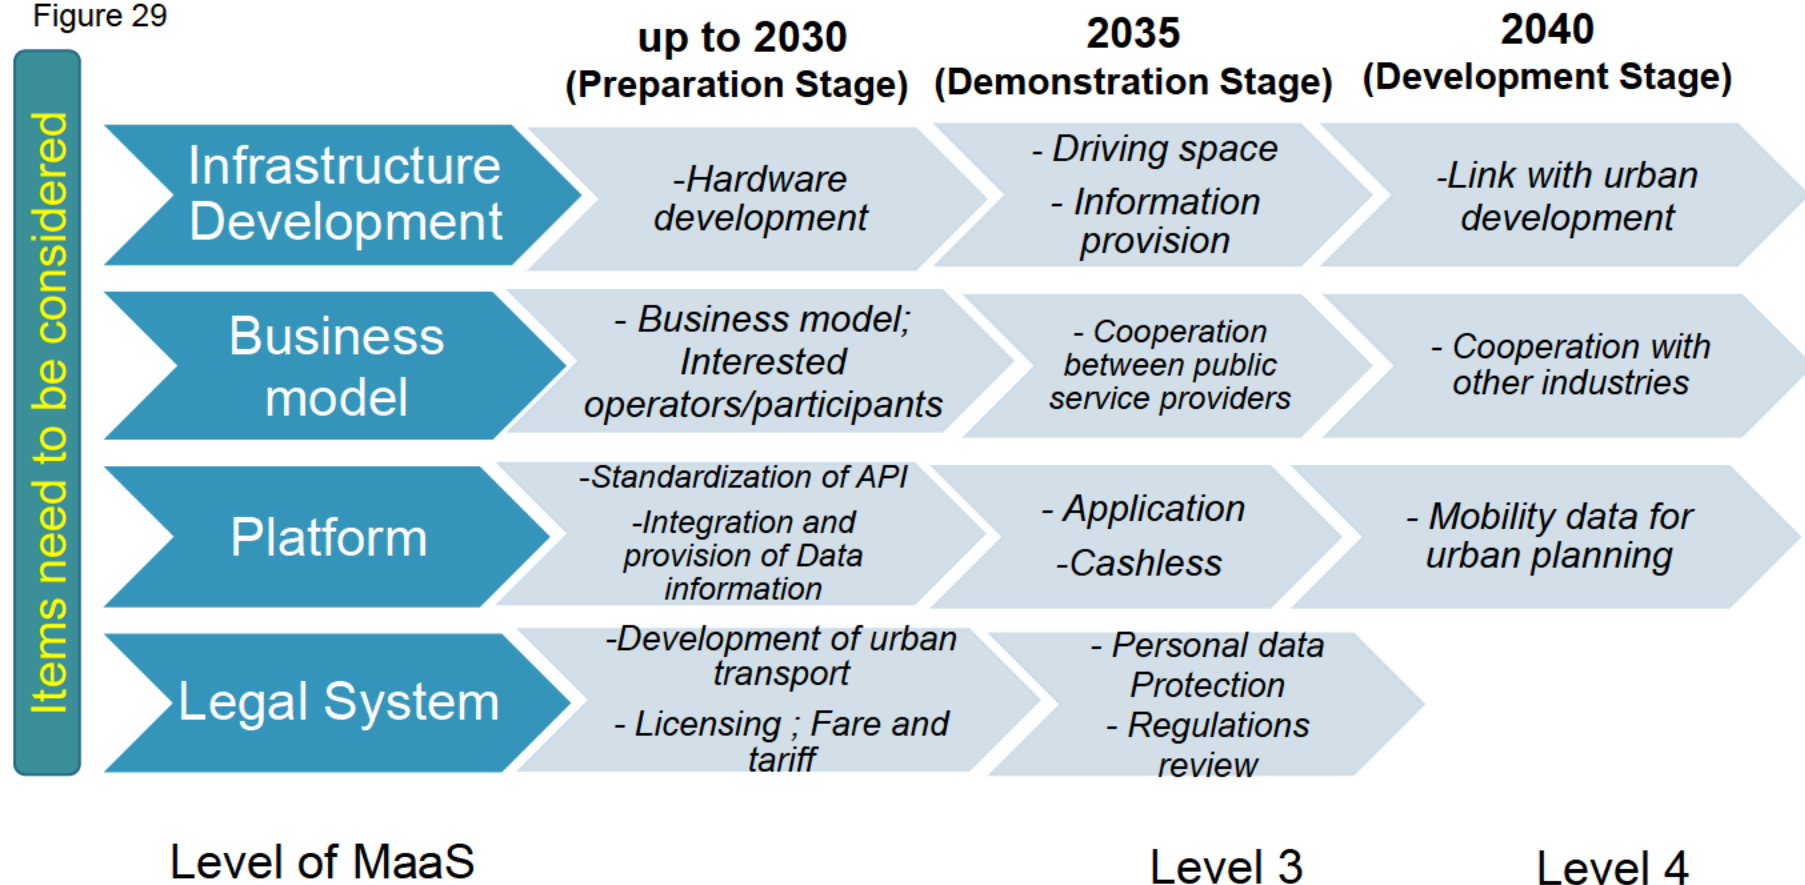 Figure 29
up to 2030
(Preparation Stage)
2035
(Demonstration Stage)
2040
(Development Stage)
Items need to be considered
Infrastructure
Development
-Hardware
development
- Driving space
- Information
provision
-Link with urban
development
Business
model
- Business model;
Interested
operators/participants
- Cooperation
between public
service providers
- Cooperation with
other industries
Platform
-Standardization of API
-Integration and
provision of Data
information
- Application
-Cashless
- Mobility data for
urban planning
Legal System
-Development of urban
transport
- Licensing ; Fare and
tariff
- Personal data
Protection
- Regulations
review
Level of MaaS
Level 3
Level 4